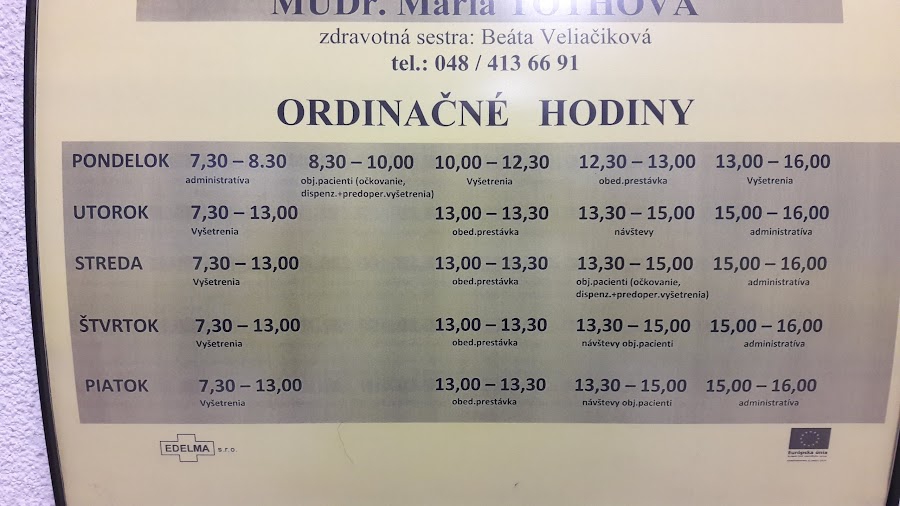 MUDr. Mária TÓTHOVÁ
zdravotná sestra: Beáta Veliačiková
tel.: 048 / 413 66 91
ORDINAČNÉ HODINY
PONDELOK 7,30 – 8.30 8,30 – 10,00 10,00 – 12,30 12,30 – 13,00 13,00 – 16,00
administratíva obj.pacienti (očkovanie, Vyšetrenia obed.prestávka Vyšetrenia
dispenz.+predoper.vyšetrenia)
UTOROK 7,30 – 13,00 13,00 – 13,30 13,30 – 15,00 15,00 – 16,00
Vyšetrenia obed.prestávka návštevy administratíva
STREDA 7,30 – 13,00 13,00 – 13,30 13,30 – 15,00 15,00 – 16,00
Vyšetrenia obed.prestávka obj.pacienti (očkovanie, administratíva
dispenz.+predoper.vyšetrenia)
ŠTVRTOK 7,30 – 13,00 13,00 – 13,30 13,30 – 15,00 15,00 – 16,00
Vyšetrenia obed.prestávka návštevy obj.pacienti administratíva
PIATOK 7,30 – 13,00 13,00 – 13,30 13,30 – 15,00 15,00 – 16,00
Vyšetrenia obed.prestávka návštevy obj.pacienti administratíva
EDELMA s.r.o.
Európska únia